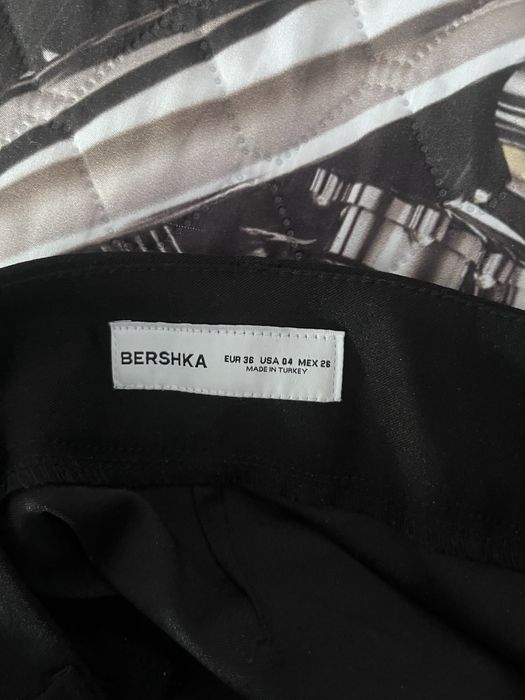 BERSHKA
EUR 36 USA 04 MEX 26
MADE IN TURKEY